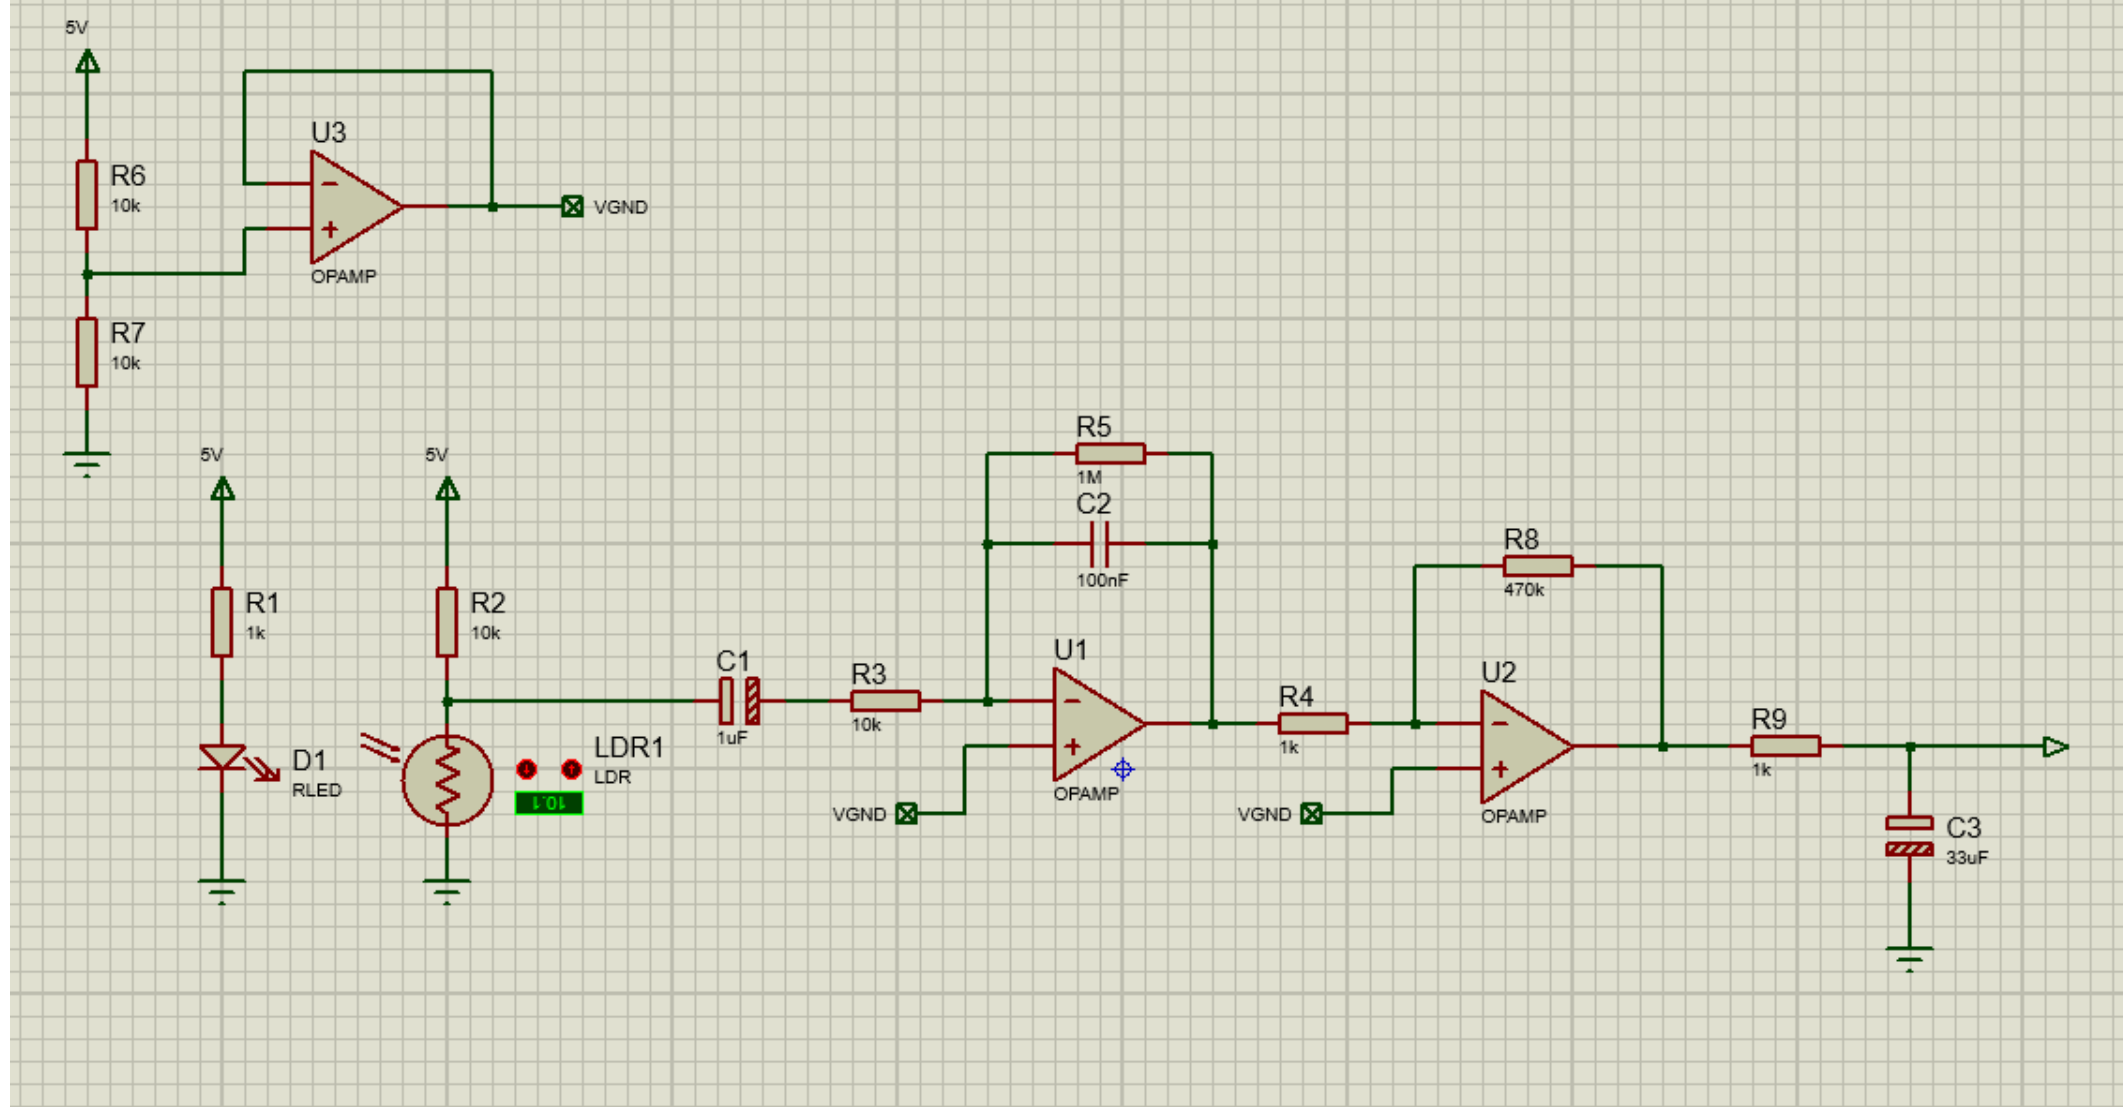 5V
U3
R6
10k
VGND
OPAMP
R7
10k
5V
5V
R5
1M
C2
100nF
R8
470k
R1
1k
R2
10k
U1
C1
1uF
R3
10k
U2
R4
1k
R9
1k
D1
RLED
LDR1
LDR
10.1
VGND
OPAMP
VGND
OPAMP
C3
33uF